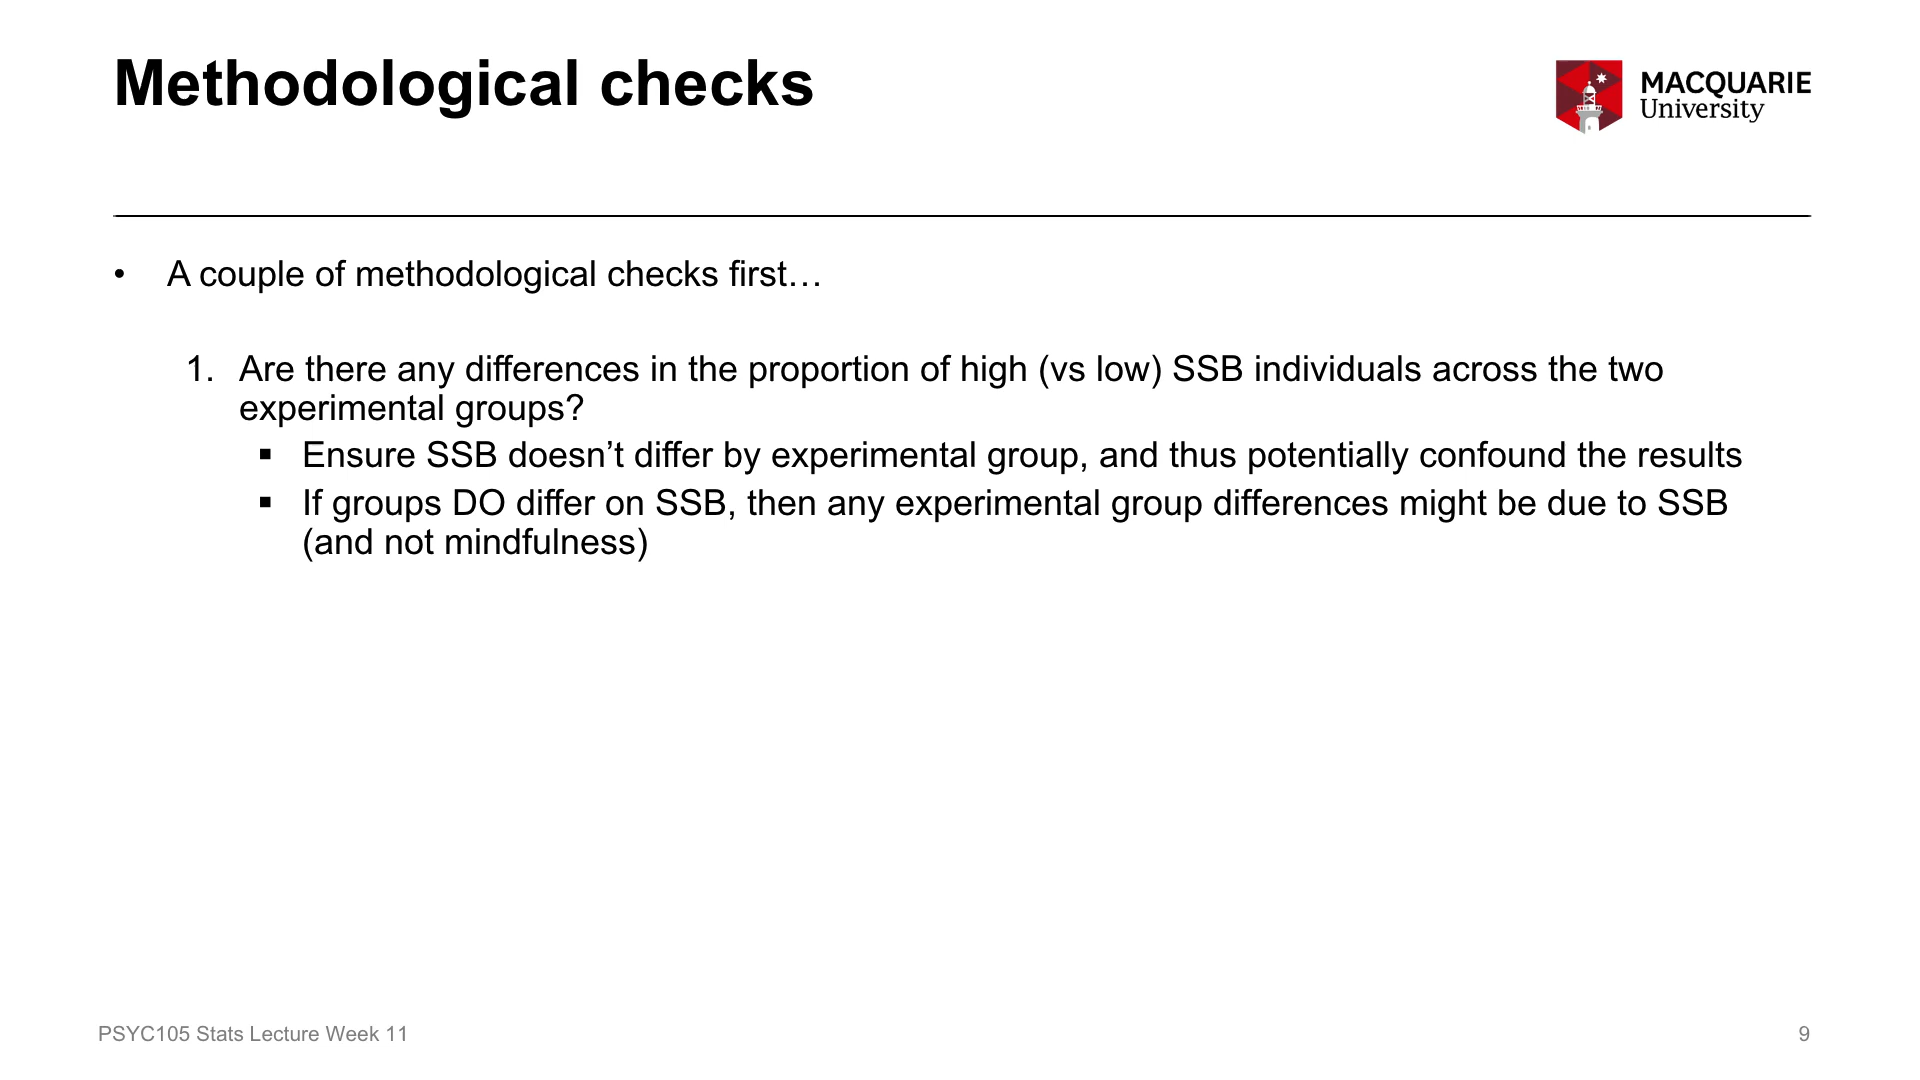 Methodological checks
MACQUARIE
University
• A couple of methodological checks first…
1. Are there any differences in the proportion of high (vs low) SSB individuals across the two
experimental groups?
▪ Ensure SSB doesn’t differ by experimental group, and thus potentially confound the results
▪ If groups DO differ on SSB, then any experimental group differences might be due to SSB
(and not mindfulness)
PSYC105 Stats Lecture Week 11
9